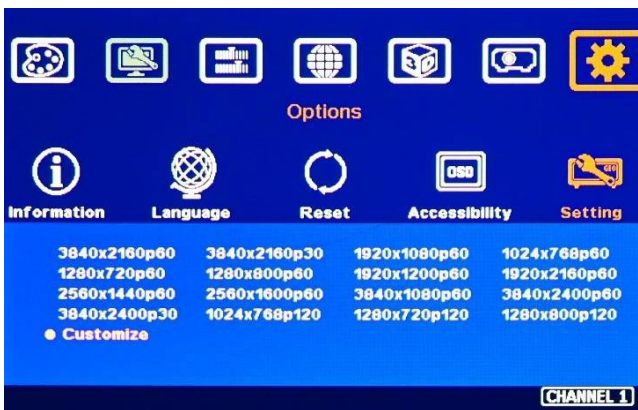 3D
Options
i
OSD
Information Language Reset Accessibility Setting
3840x2160p60 3840x2160p30 1920x1080p60 1024x768p60
1280x720p60 1280x800p60 1920x1200p60 1920x2160p60
2560x1440p60 2560x1600p60 3840x1080p60 3840x2400p60
3840x2400p30 1024x768p120 1280x720p120 1280x800p120
Customize
CHANNEL 1